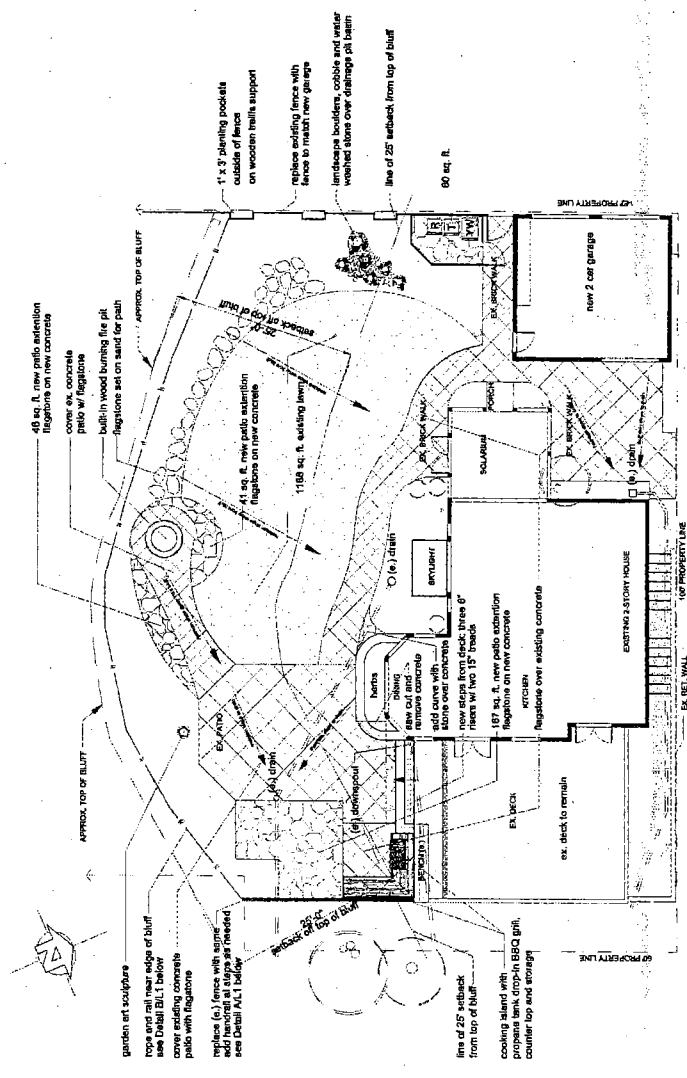 46 sq. ft. new patio extention
flagstone on new concrete
cover ex. concrete
patio w/ flagstone
built-in wood burning fire pit
flagstone set on sand for path
APPROX. TOP OF BLUFF
APPROX. TOP OF BLUFF
1' x 3' planting pockets
outside of fence
on wooden trellis support
replace existing fence with
fence to match new garage
landscape boulders, cobble and water
washed stone over drainage pit basin
line of 25' setback from top of bluff
60 sq. ft.
garden art sculpture
rope and rail near edge of bluff
see Detail B/L1 below
cover existing concrete
patio with flagstone
replace (e.) fence with same
add handrail at steps as needed
see Detail A/L1 below
line of 25' setback
from top of bluff
cooking island with
propane tank drop-in BBQ grill,
counter top and storage
25'-0"
setback off top of bluff
41 sq. ft. new patio extention
flagstone on new concrete
1188 sq. ft. existing lawn
EX. PATIO
(e.) drain
25'-0"
setback off top of bluff
(e.) downspout
BENCH (e.)
herbs
DINING
saw cut and
remove concrete
add curve with
stone over concrete
new steps from deck: three 6"
risers w/ two 15" treads
187 sq. ft. new patio extention
flagstone on new concrete
KITCHEN
flagstone over existing concrete
(e.) drain
SKYLIGHT
EX. BRICK WALK
SOLARIUM
PORCH
EX. BRICK WALK
R
T
YW
EX. BRICK WALK
(e.) drain
new 2 car garage
EX. DECK
ex. deck to remain
EXISTING 2-STORY HOUSE
EX. RET. WALL
PROPERTY LINE
PROPERTY LINE
PROPERTY LINE